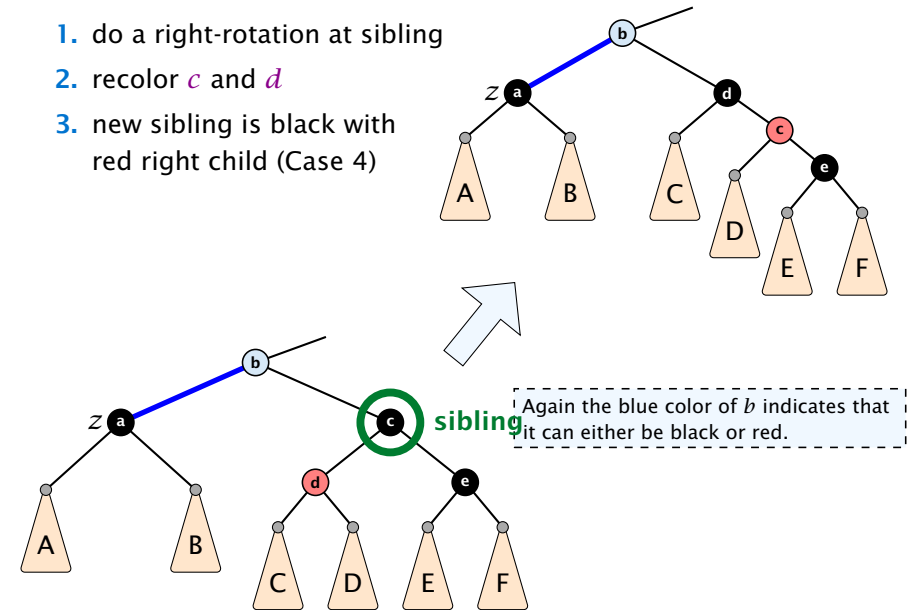 1. do a right-rotation at sibling
2. recolor c and d
3. new sibling is black with
red right child (Case 4)
b
z a d
c
e
A B C
D
E F
b
z a c sibling
d e
A B
C D E F
Again the blue color of b indicates that
it can either be black or red.